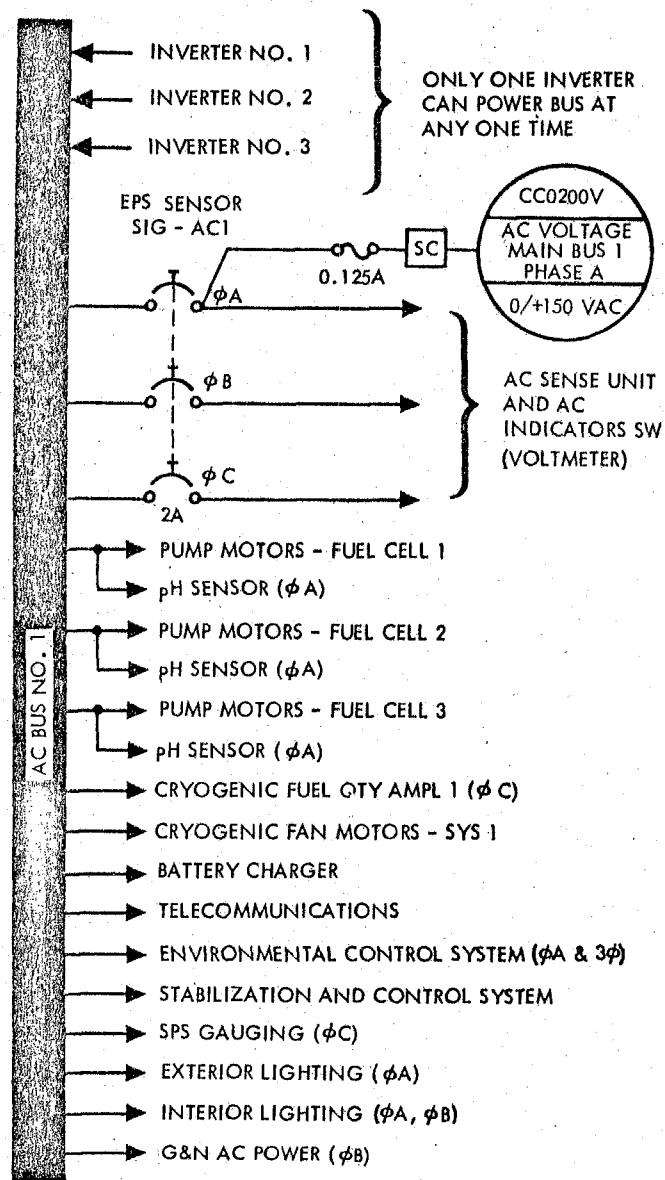 INVERTER NO. 1
INVERTER NO. 2
INVERTER NO. 3
ONLY ONE INVERTER
CAN POWER BUS AT
ANY ONE TIME
EPS SENSOR
SIG - AC1
0.125A
SC
CC0200V
AC VOLTAGE
MAIN BUS 1
PHASE A
0/+150 VAC
ϕA
ϕB
ϕC
2A
AC SENSE UNIT
AND AC
INDICATORS SW
(VOLTMETER)
AC BUS NO. 1
PUMP MOTORS - FUEL CELL 1
pH SENSOR (ϕA)
PUMP MOTORS - FUEL CELL 2
pH SENSOR (ϕA)
PUMP MOTORS - FUEL CELL 3
pH SENSOR (ϕA)
CRYOGENIC FUEL QTY AMPL 1 (ϕC)
CRYOGENIC FAN MOTORS - SYS 1
BATTERY CHARGER
TELECOMMUNICATIONS
ENVIRONMENTAL CONTROL SYSTEM (ϕA & 3ϕ)
STABILIZATION AND CONTROL SYSTEM
SPS GAUGING (ϕC)
EXTERIOR LIGHTING (ϕA)
INTERIOR LIGHTING (ϕA, ϕB)
G&N AC POWER (ϕB)